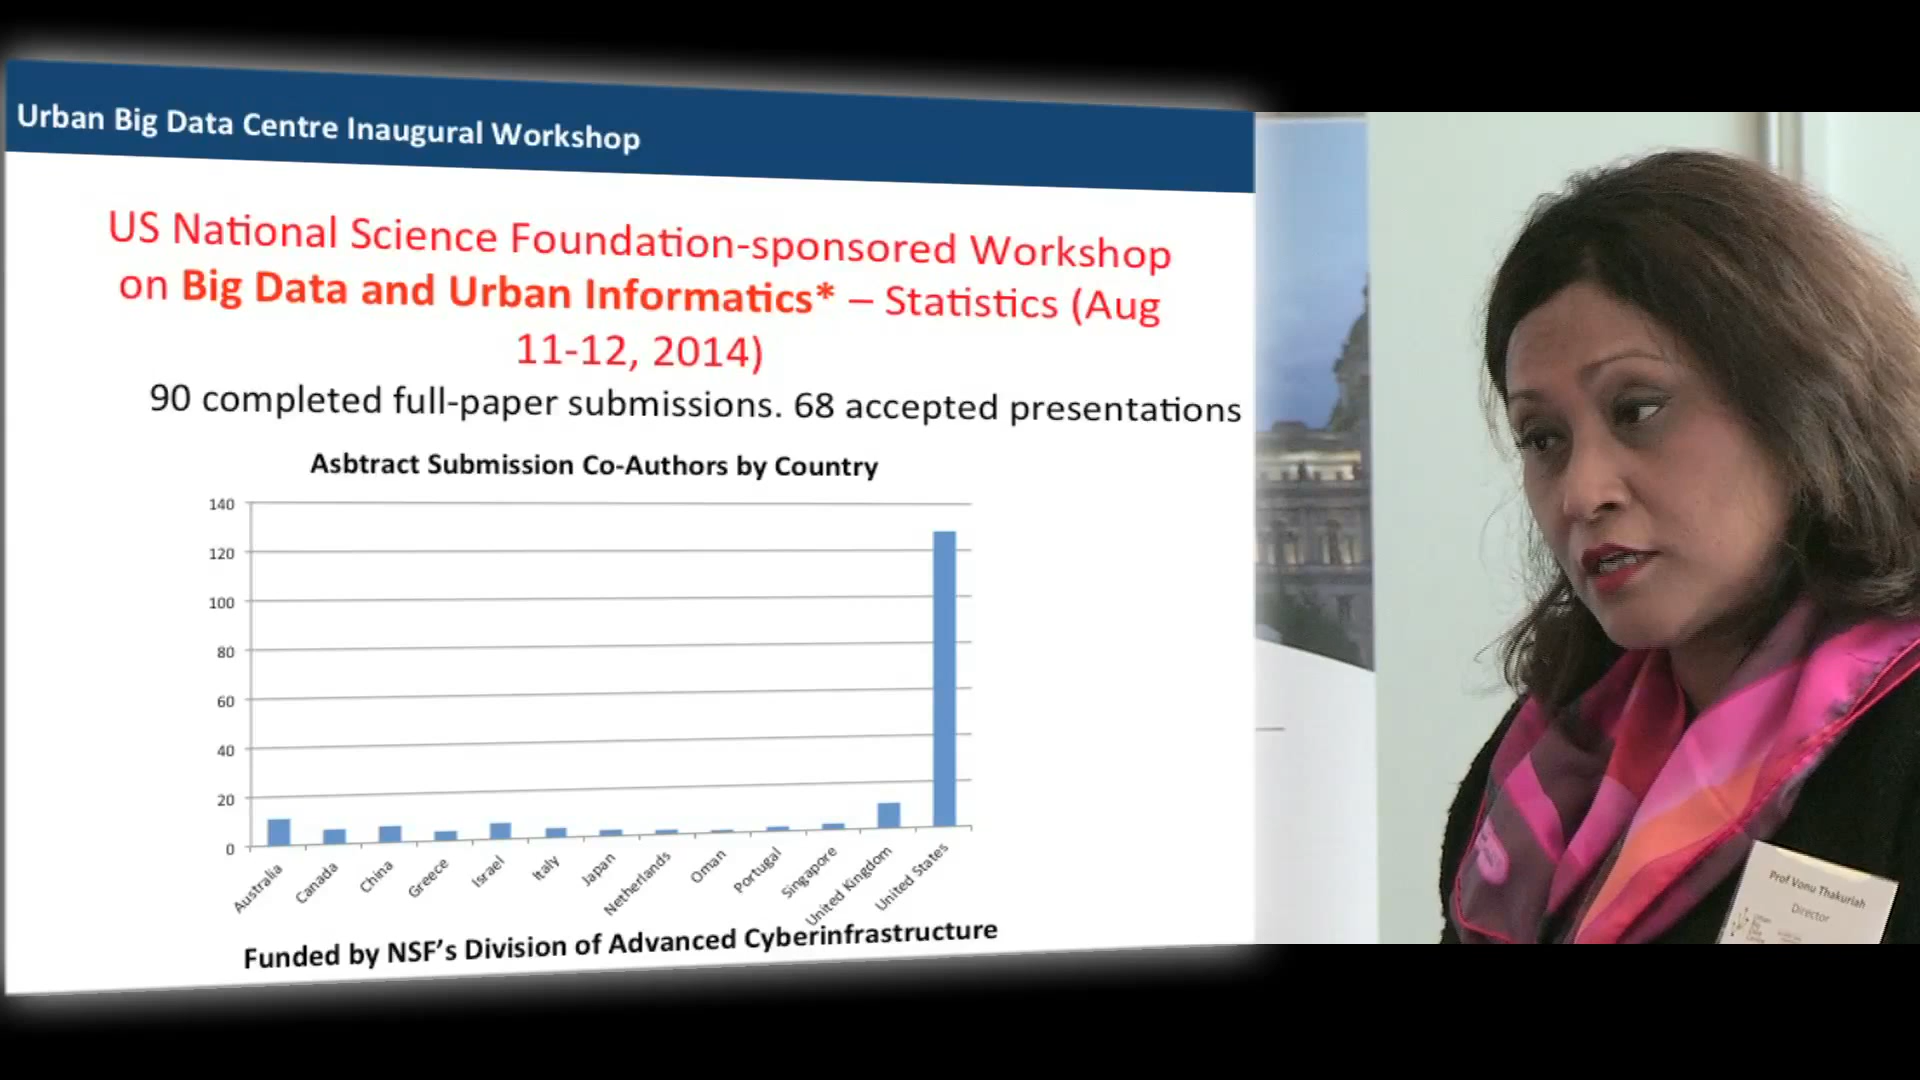 Urban Big Data Centre Inaugural Workshop
US National Science Foundation-sponsored Workshop
on Big Data and Urban Informatics* – Statistics (Aug
11-12, 2014)
90 completed full-paper submissions. 68 accepted presentations
Asbtract Submission Co-Authors by Country
140
120
100
80
60
40
20
0
Australia
Canada
China
Greece
Israel
Italy
Japan
Netherlands
Oman
Portugal
Singapore
United Kingdom
United States
Funded by NSF's Division of Advanced Cyberinfrastructure
Prof Vonu Thakuriah
Director
Urban
Big
Data